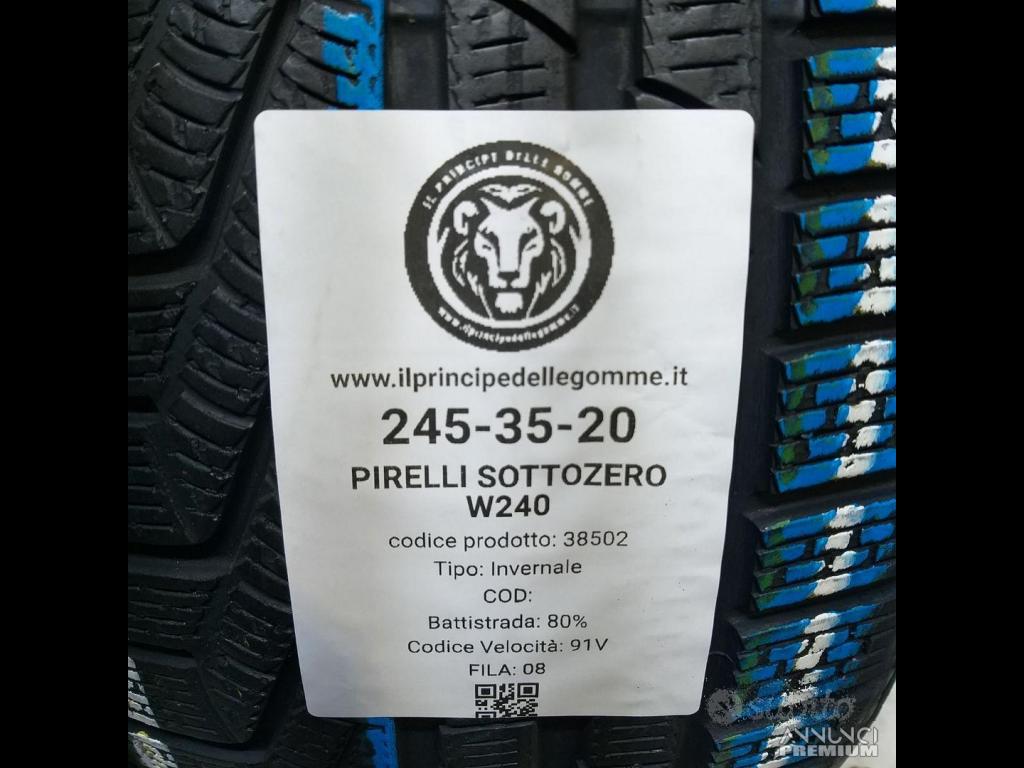 IL PRINCIPE DELLE GOMME
www.ilprincipedellegomme.it
www.ilprincipedellegomme.it
245-35-20
PIRELLI SOTTOZERO
W240
codice prodotto: 38502
Tipo: Invernale
COD:
Battistrada: 80%
Codice Velocità: 91V
FILA: 08
subito
ANNUNCI
PREMIUM